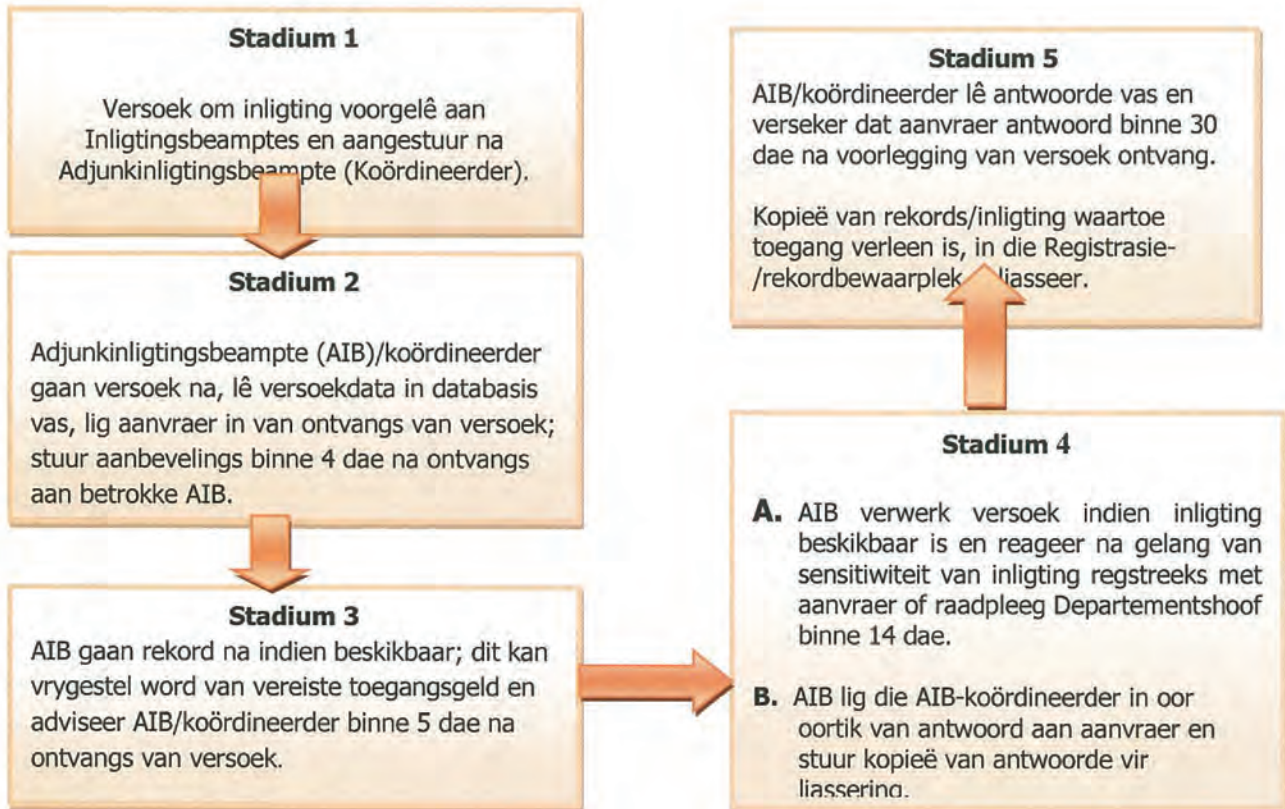 Stadium 1
Versoek om inligting voorgelê aan
Inligtingsbeamptes en aangestuur na
Adjunkinligtingsbeampte (Koördineerder).
Stadium 2
Adjunkinligtingsbeampte (AIB)/koördineerder
gaan versoek na, lê versoekdata in databasis
vas, lig aanvraer in van ontvangs van versoek;
stuur aanbevelings binne 4 dae na ontvangs
aan betrokke AIB.
Stadium 3
AIB gaan rekord na indien beskikbaar; dit kan
vrygestel word van vereiste toegangsgeld en
adviseer AIB/koördineerder binne 5 dae na
ontvangs van versoek.
Stadium 4
A. AIB verwerk versoek indien inligting
beskikbaar is en reageer na gelang van
sensitiwiteit van inligting regstreeks met
aanvraer of raadpleeg Departementshoof
binne 14 dae.
B. AIB lig die AIB-koördineerder in oor
oortik van antwoord aan aanvraer en
stuur kopieë van antwoorde vir
liassering.
Stadium 5
AIB/koördineerder lê antwoorde vas en
verseker dat aanvraer antwoord binne 30
dae na voorlegging van versoek ontvang.
Kopieë van rekords/inligting waartoe
toegang verleen is, in die Registrasie-
/rekordbewaarplek